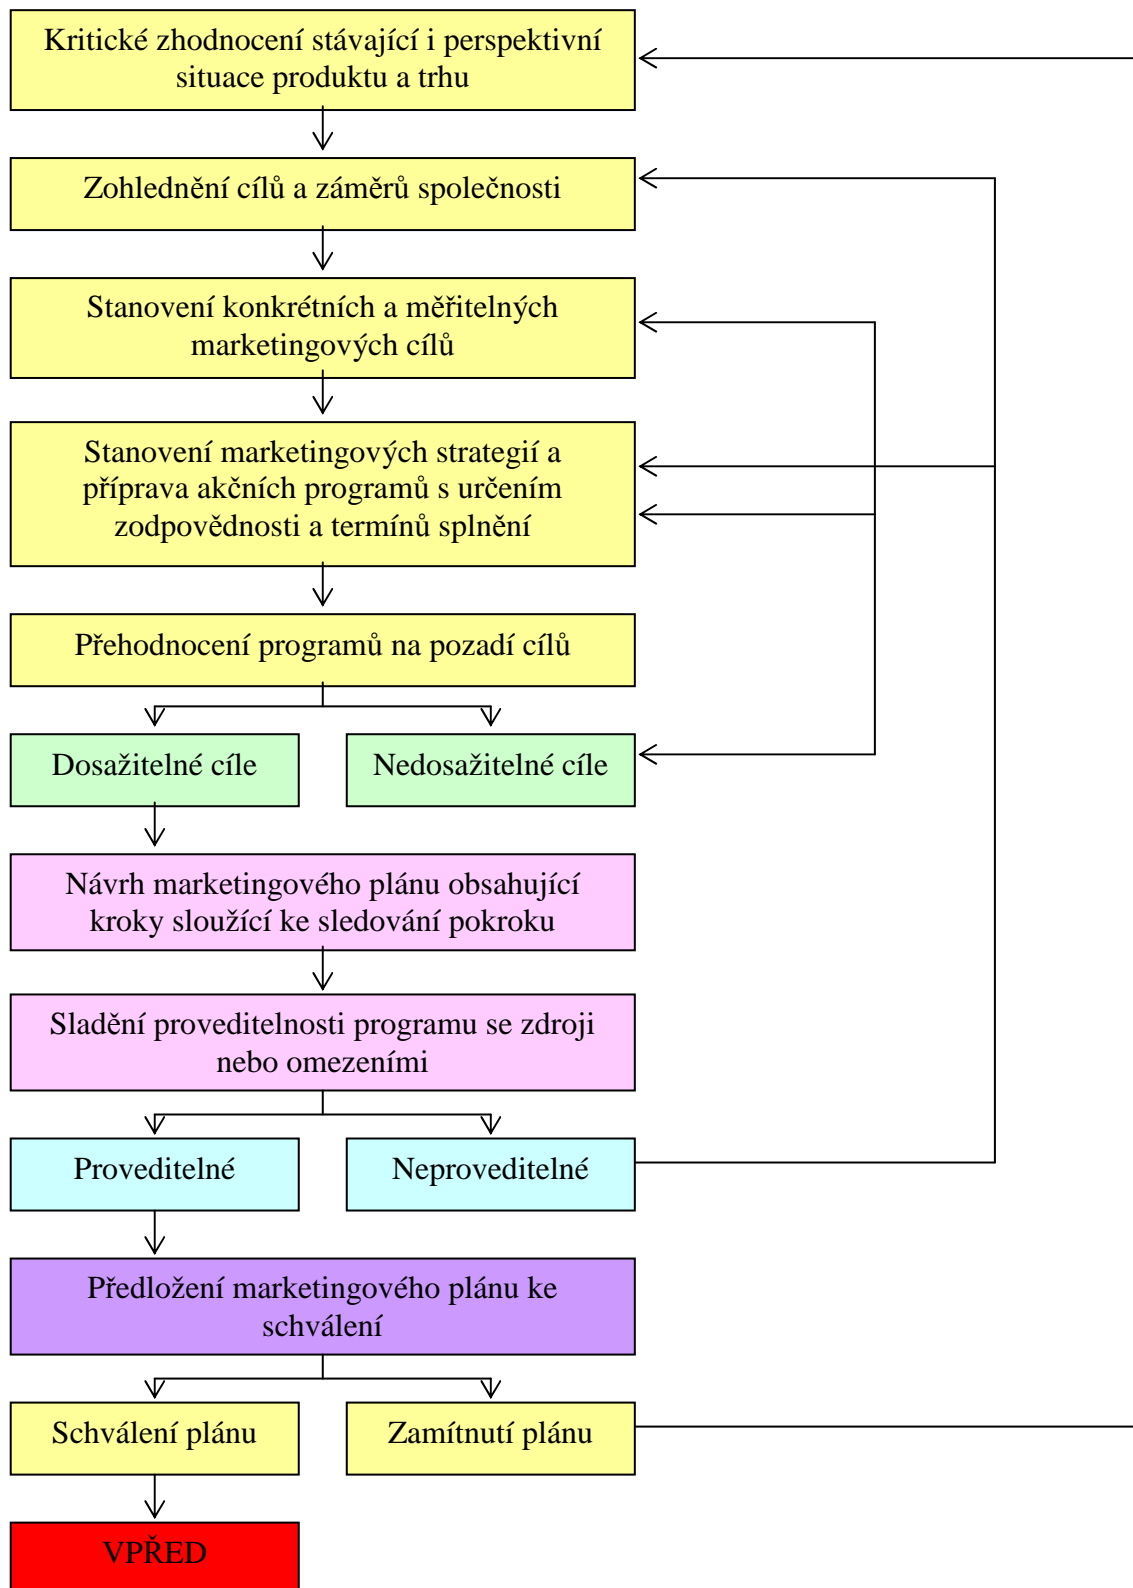 Kritické zhodnocení stávající i perspektivní
situace produktu a trhu
Zohlednění cílů a záměrů společnosti
Stanovení konkrétních a měřitelných
marketingových cílů
Stanovení marketingových strategií a
příprava akčních programů s určením
zodpovědnosti a termínů splnění
Přehodnocení programů na pozadí cílů
Dosažitelné cíle
Nedosažitelné cíle
Návrh marketingového plánu obsahující
kroky sloužící ke sledování pokroku
Sladění proveditelnosti programu se zdroji
nebo omezeními
Proveditelné
Neproveditelné
Předložení marketingového plánu ke
schválení
Schválení plánu
Zamítnutí plánu
VPŘED